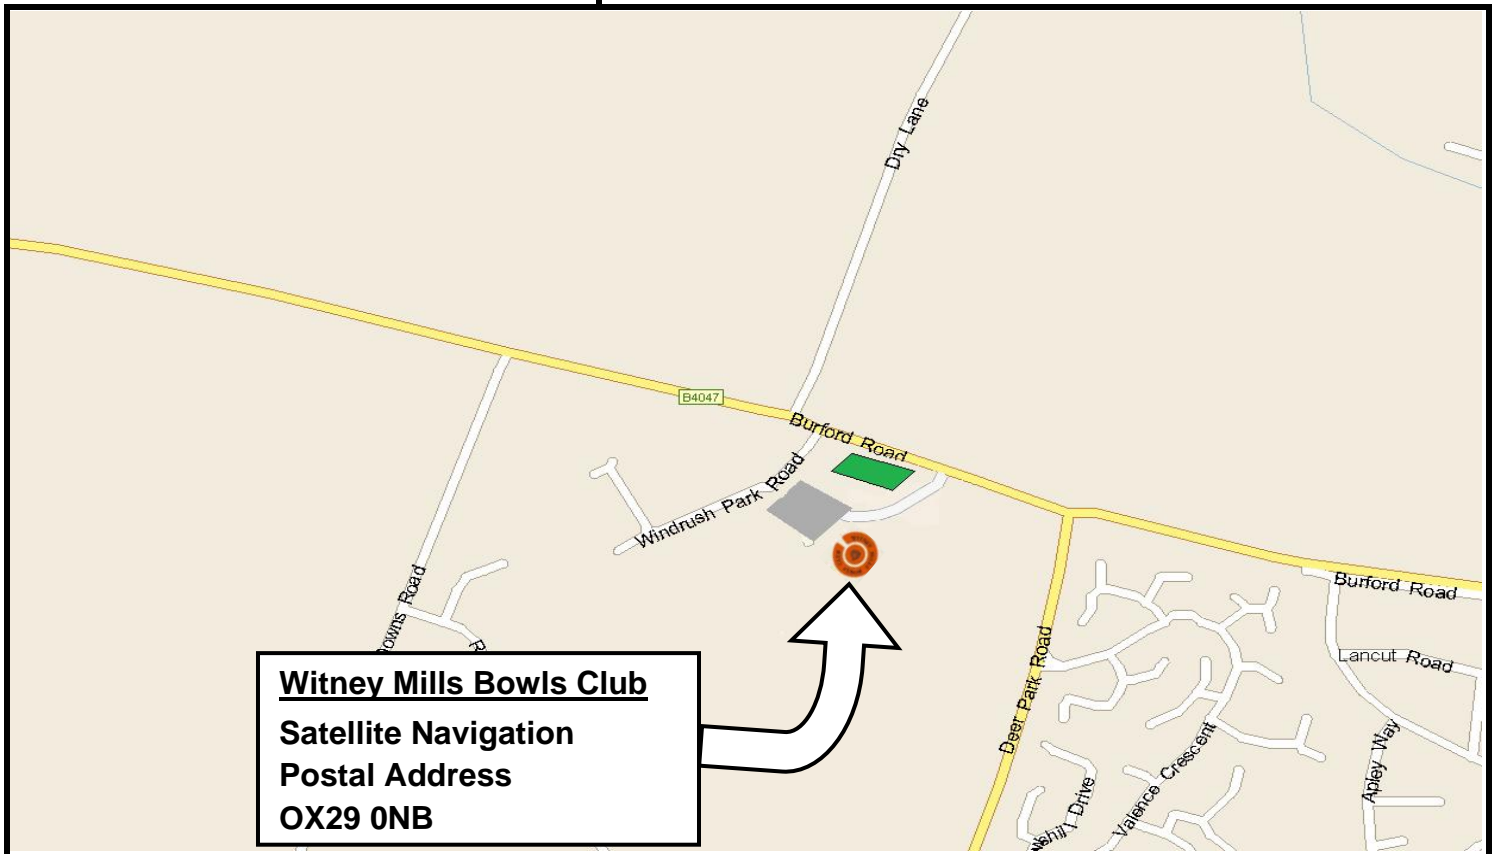 Dry Lane
B4047
Burford Road
Windrush Park Road
Burford Road
Lancut Road
Deer Park Road
Apley Way
Valence Crescent
Drive
Road
Witney Mills Bowls Club
Satellite Navigation
Postal Address
OX29 0NB